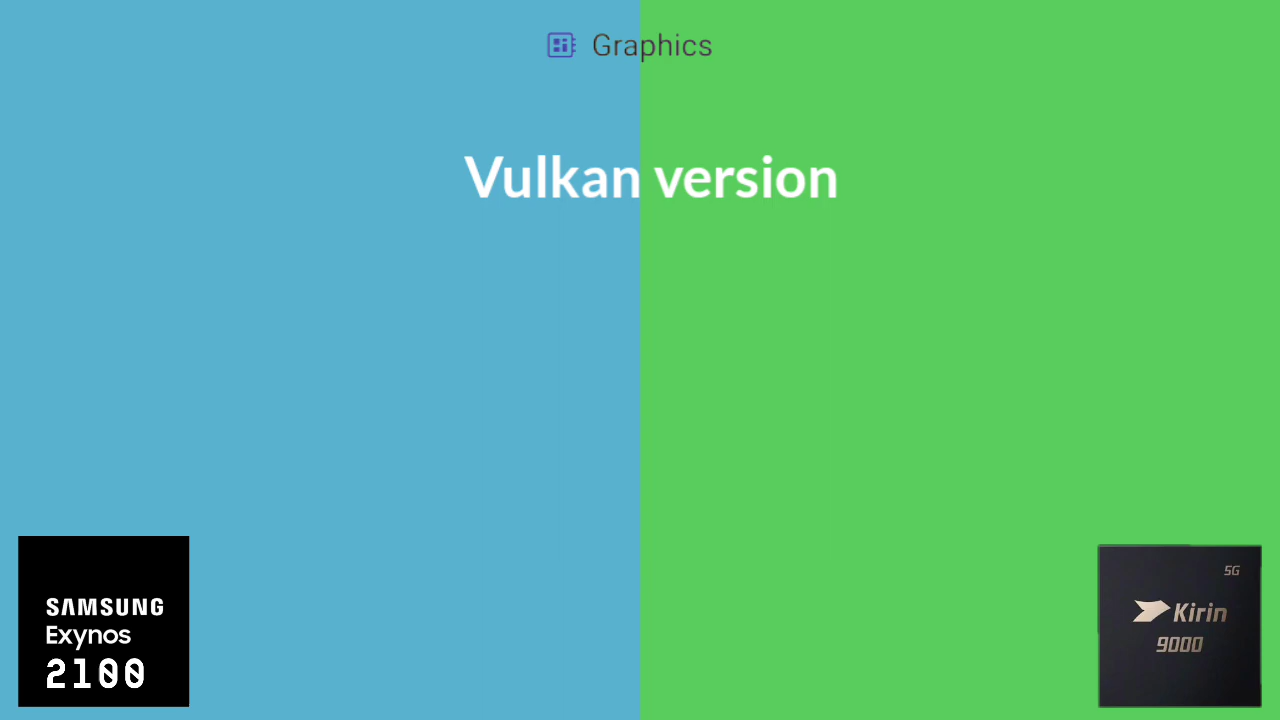 Graphics
Vulkan version
SAMSUNG
Exynos
2100
5G
Kirin
9000